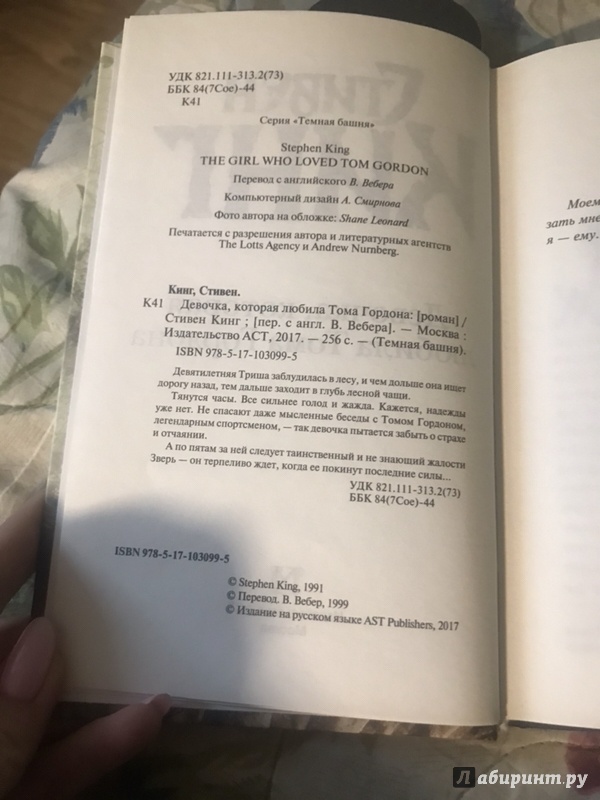 УДК 821.111-313.2(73)
ББК 84(7Сое)-44
К41
Серия «Темная башня»
Stephen King
THE GIRL WHO LOVED TOM GORDON
Перевод с английского В. Вебера
Компьютерный дизайн А. Смирнова
Фото автора на обложке: Shane Leonard
Печатается с разрешения автора и литературных агентств
The Lotts Agency и Andrew Nurnberg.
Кинг, Стивен.
К41 Девочка, которая любила Тома Гордона: [роман] /
Стивен Кинг ; [пер. с англ. В. Вебера]. — Москва :
Издательство АСТ, 2017. — 256 с. — (Темная башня).
ISBN 978-5-17-103099-5
Девятилетняя Триша заблудилась в лесу, и чем дольше она ищет
дорогу назад, тем дальше заходит в глубь лесной чащи.
Тянутся часы. Все сильнее голод и жажда. Кажется, надежды
уже нет. Не спасают даже мысленные беседы с Томом Гордоном,
легендарным спортсменом, — так девочка пытается забыть о страхе
и отчаянии.
А по пятам за ней следует таинственный и не знающий жалости
Зверь — он терпеливо ждет, когда ее покинут последние силы...
УДК 821.111-313.2(73)
ББК 84(7Сое)-44
ISBN 978-5-17-103099-5
© Stephen King, 1991
© Перевод. В. Вебер, 1999
© Издание на русском языке AST Publishers, 2017
Моем
зать мне
я — ему.
Лабиринт.ру